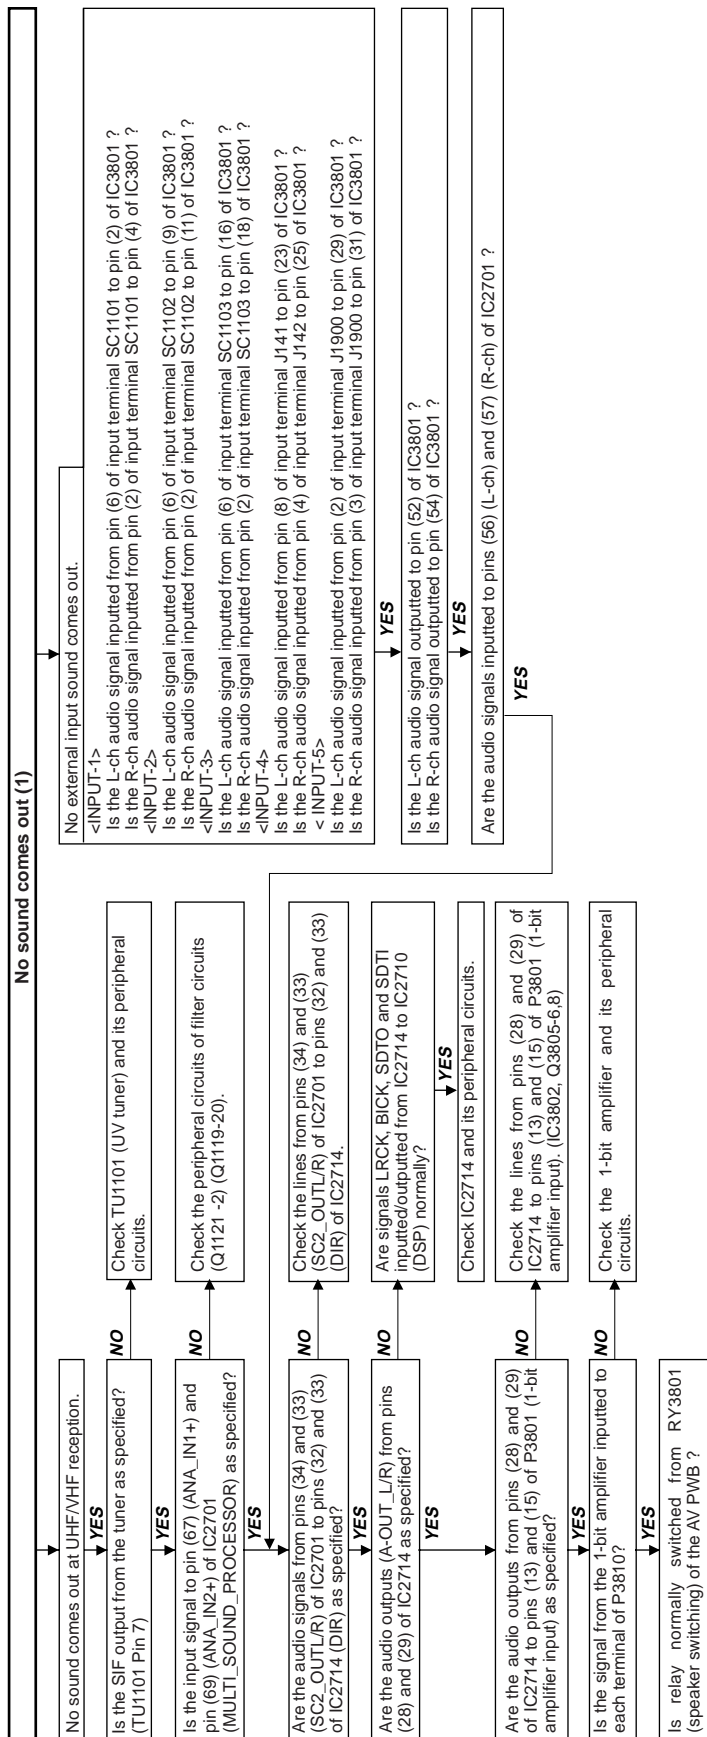 No sound comes out (1)
No sound comes out at UHF/VHF reception.
YES
Is the SIF output from the tuner as specified?
(TU1101 Pin 7)
NO
Check TU1101 (UV tuner) and its peripheral
circuits.
YES
Is the input signal to pin (67) (ANA_IN1+) and
pin (69) (ANA_IN2+) of IC2701
(MULTI_SOUND_PROCESSOR) as specified?
NO
Check the peripheral circuits of filter circuits
(Q1121 -2) (Q1119-20).
YES
Are the audio signals from pins (34) and (33)
(SC2_OUTL/R) of IC2701 to pins (32) and (33)
of IC2714 (DIR) as specified?
NO
Check the lines from pins (34) and (33)
(SC2_OUTL/R) of IC2701 to pins (32) and (33)
(DIR) of IC2714.
YES
Are the audio outputs (A-OUT_L/R) from pins
(28) and (29) of IC2714 as specified?
NO
Are signals LRCK, BICK, SDTO and SDTI
inputted/outputted from IC2714 to IC2710
(DSP) normally?
YES
Check IC2714 and its peripheral circuits.
YES
Are the audio outputs from pins (28) and (29)
of IC2714 to pins (13) and (15) of P3801 (1-bit
amplifier input) as specified?
NO
Check the lines from pins (28) and (29) of
IC2714 to pins (13) and (15) of P3801 (1-bit
amplifier input). (IC3802, Q3805-6,8)
YES
Is the signal from the 1-bit amplifier inputted to
each terminal of P3810?
NO
Check the 1-bit amplifier and its peripheral
circuits.
YES
Is relay normally switched from RY3801
(speaker switching) of the AV PWB ?
No external input sound comes out.
<INPUT-1>
Is the L-ch audio signal inputted from pin (6) of input terminal SC1101 to pin (2) of IC3801 ?
Is the R-ch audio signal inputted from pin (2) of input terminal SC1101 to pin (4) of IC3801 ?
<INPUT-2>
Is the L-ch audio signal inputted from pin (6) of input terminal SC1102 to pin (9) of IC3801 ?
Is the R-ch audio signal inputted from pin (2) of input terminal SC1102 to pin (11) of IC3801 ?
<INPUT-3>
Is the L-ch audio signal inputted from pin (6) of input terminal SC1103 to pin (16) of IC3801 ?
Is the R-ch audio signal inputted from pin (2) of input terminal SC1103 to pin (18) of IC3801 ?
<INPUT-4>
Is the L-ch audio signal inputted from pin (8) of input terminal J141 to pin (23) of IC3801 ?
Is the R-ch audio signal inputted from pin (4) of input terminal J142 to pin (25) of IC3801 ?
< INPUT-5>
Is the L-ch audio signal inputted from pin (2) of input terminal J1900 to pin (29) of IC3801 ?
Is the R-ch audio signal inputted from pin (3) of input terminal J1900 to pin (31) of IC3801 ?
YES
Is the L-ch audio signal outputted to pin (52) of IC3801 ?
Is the R-ch audio signal outputted to pin (54) of IC3801 ?
YES
Are the audio signals inputted to pins (56) (L-ch) and (57) (R-ch) of IC2701 ?
YES